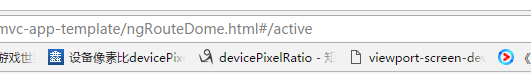 mvc-app-template/ngRouteDome.html#/active
游戏世 鑫 设备像素比devicePix devicePixelRatio - 知 viewport-screen-dev 《